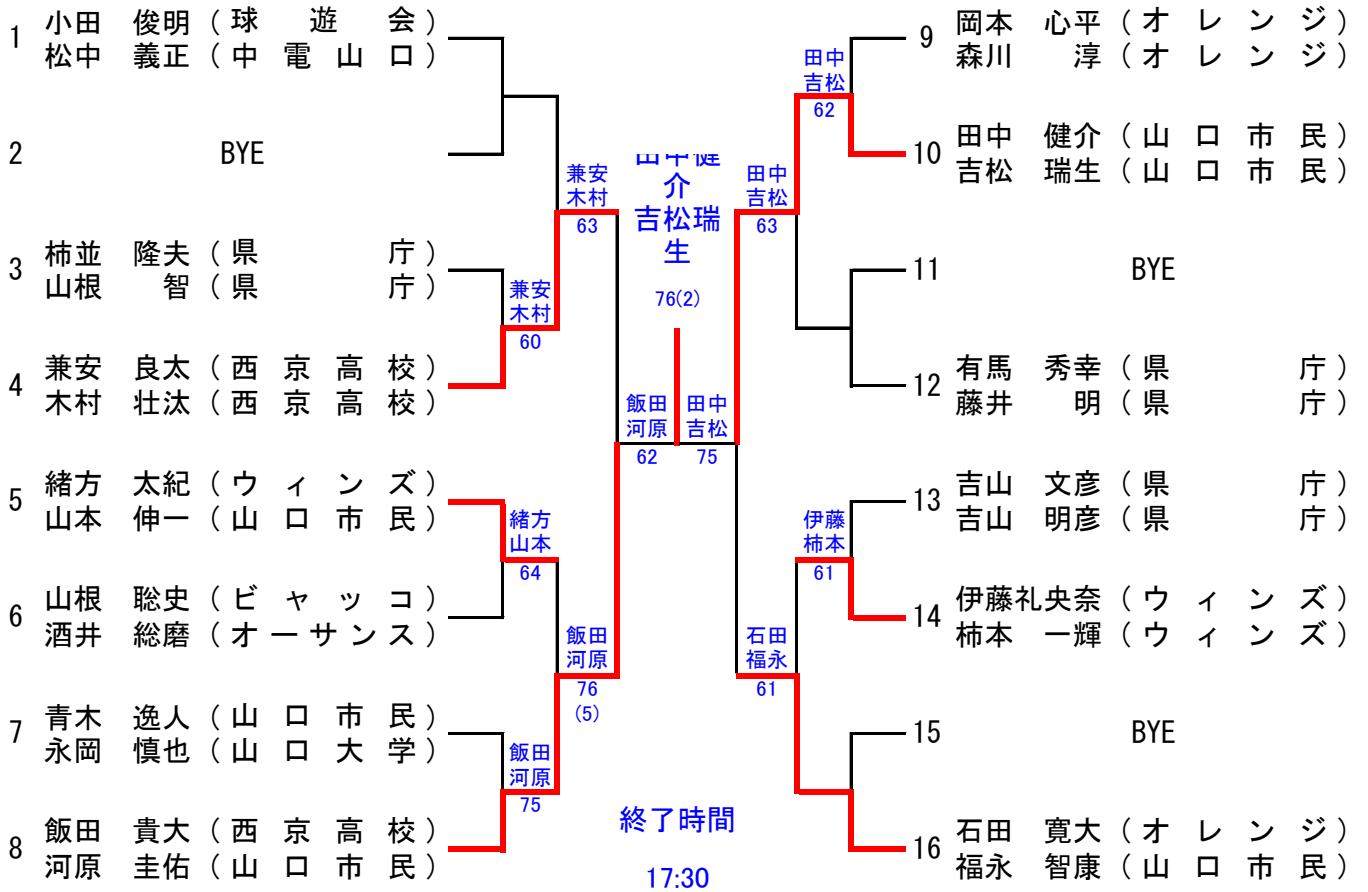 1 小田 俊明 (球 遊 会)
松中 義正 (中 電 山 口)
2 BYE
3 柿並 隆夫 (県 庁)
山根 智 (県 庁)
4 兼安 良太 (西 京 高 校)
木村 壮汰 (西 京 高 校)
5 緒方 太紀 (ウ ィ ン ズ)
山本 伸一 (山 口 市 民)
6 山根 聡史 (ビ ャ ッ コ)
酒井 総磨 (オーサンス)
7 青木 逸人 (山 口 市 民)
永岡 慎也 (山 口 大 学)
8 飯田 貴大 (西 京 高 校)
河原 圭佑 (山 口 市 民)
兼安
木村
60
緒方
山本
64
飯田
河原
75
兼安
木村
63
飯田
河原
76
(5)
飯田
河原
62
田中健
介
吉松瑞
生
76(2)
田中
吉松
75
田中
吉松
63
石田
福永
61
田中
吉松
62
伊藤
柿本
61
9 岡本 心平 (オ レ ン ジ)
森川 淳 (オ レ ン ジ)
10 田中 健介 (山 口 市 民)
吉松 瑞生 (山 口 市 民)
11 BYE
12 有馬 秀幸 (県 庁)
藤井 明 (県 庁)
13 吉山 文彦 (県 庁)
吉山 明彦 (県 庁)
14 伊藤礼央奈 (ウ ィ ン ズ)
柿本 一輝 (ウ ィ ン ズ)
15 BYE
16 石田 寛大 (オ レ ン ジ)
福永 智康 (山 口 市 民)
終了時間
17:30